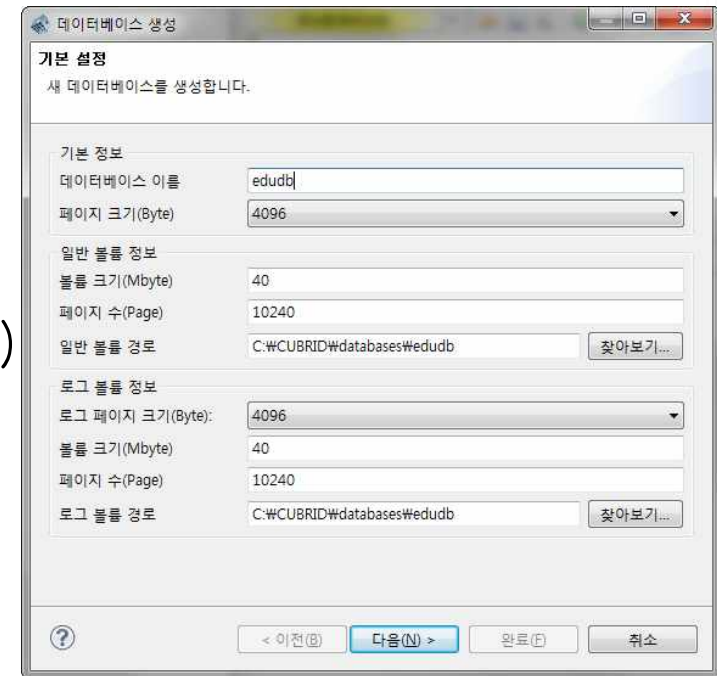 데이터베이스 생성
기본 설정
새 데이터베이스를 생성합니다.
기본 정보
데이터베이스 이름 edudb
페이지 크기(Byte) 4096
일반 볼륨 정보
볼륨 크기(Mbyte) 40
페이지 수(Page) 10240
일반 볼륨 경로 C:₩CUBRID₩databases₩edudb 찾아보기...
)
로그 볼륨 정보
로그 페이지 크기(Byte): 4096
볼륨 크기(Mbyte) 40
페이지 수(Page) 10240
로그 볼륨 경로 C:₩CUBRID₩databases₩edudb 찾아보기...
? < 이전(B) 다음(N) > 완료(F) 취소